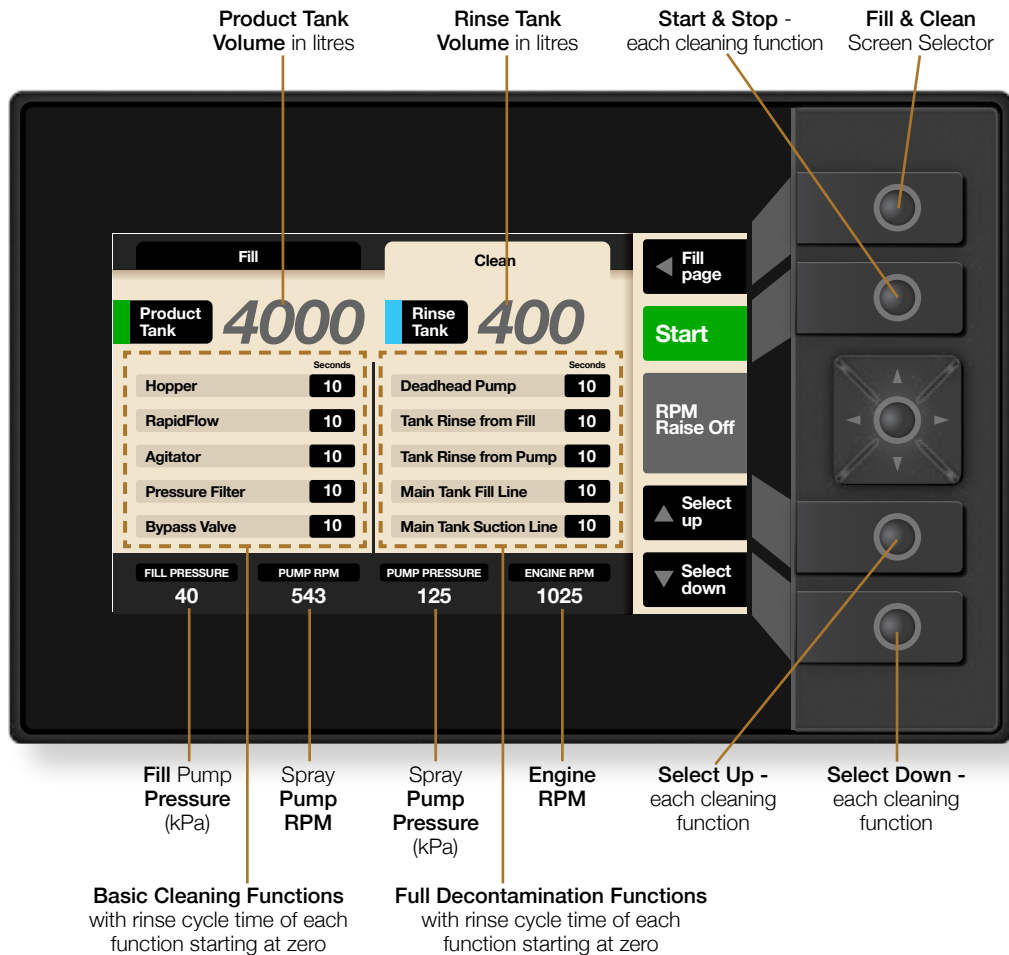 Product Tank
Volume in litres
Rinse Tank
Volume in litres
Start & Stop -
each cleaning function
Fill & Clean
Screen Selector
Fill
Clean
Fill
page
Product
Tank
4000
Rinse
Tank
400
Start
Seconds
Hopper 10
RapidFlow 10
Agitator 10
Pressure Filter 10
Bypass Valve 10
Seconds
Deadhead Pump 10
Tank Rinse from Fill 10
Tank Rinse from Pump 10
Main Tank Fill Line 10
Main Tank Suction Line 10
RPM
Raise Off
Select
up
Select
down
FILL PRESSURE
40
PUMP RPM
543
PUMP PRESSURE
125
ENGINE RPM
1025
Fill Pump
Pressure
(kPa)
Spray
Pump
RPM
Spray
Pump
Pressure
(kPa)
Engine
RPM
Select Up -
each cleaning
function
Select Down -
each cleaning
function
Basic Cleaning Functions
with rinse cycle time of each
function starting at zero
Full Decontamination Functions
with rinse cycle time of each
function starting at zero